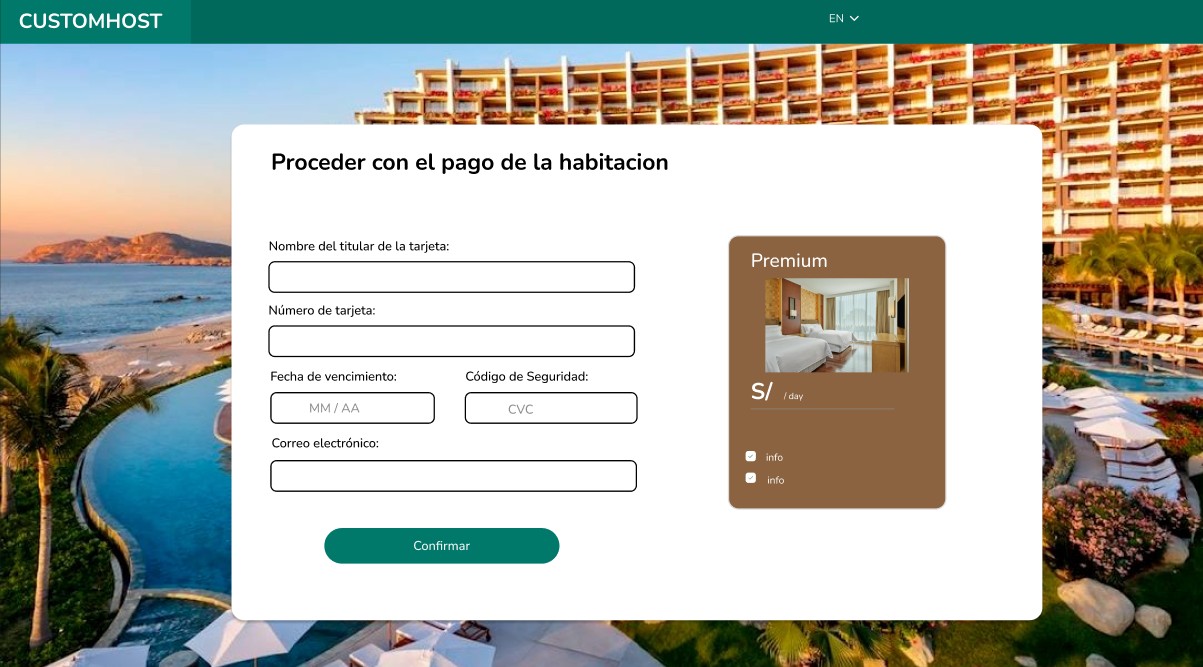 CUSTOMHOST
EN
Proceder con el pago de la habitacion
Nombre del titular de la tarjeta:
Número de tarjeta:
Fecha de vencimiento:
Código de Seguridad:
MM / AA
CVC
Correo electrónico:
Confirmar
Premium
S/ / day
info
info